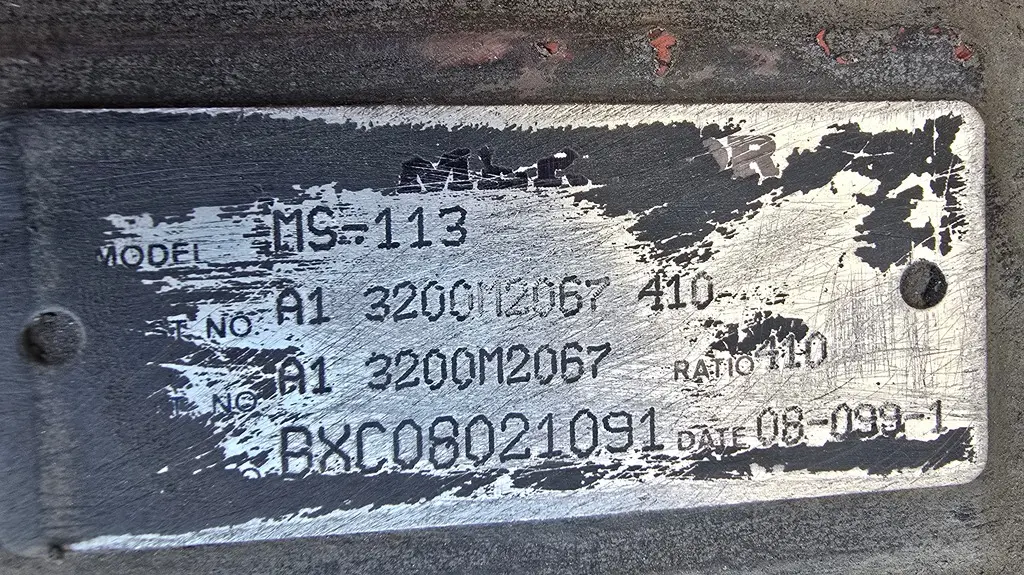 MODEL MS-113
T. NO. A1 3200M2067 410-
T. NO. A1 3200M2067 RATIO 410
BXC08021091 DATE 08-099-1